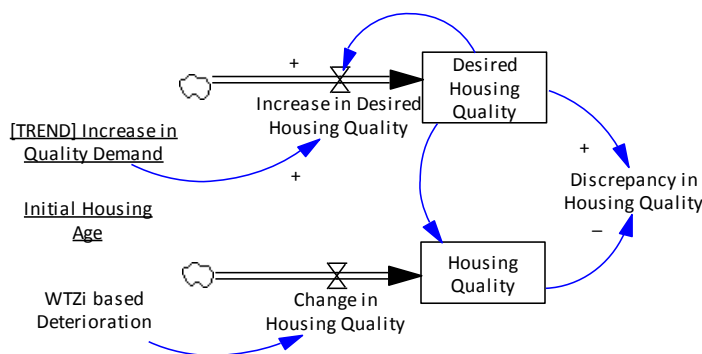 +
Desired
Housing
Quality
Increase in Desired
Housing Quality
[TREND] Increase in
Quality Demand
+
+
Discrepancy in
Housing Quality
–
Initial Housing
Age
Housing
Quality
WTZi based
Deterioration
Change in
Housing Quality